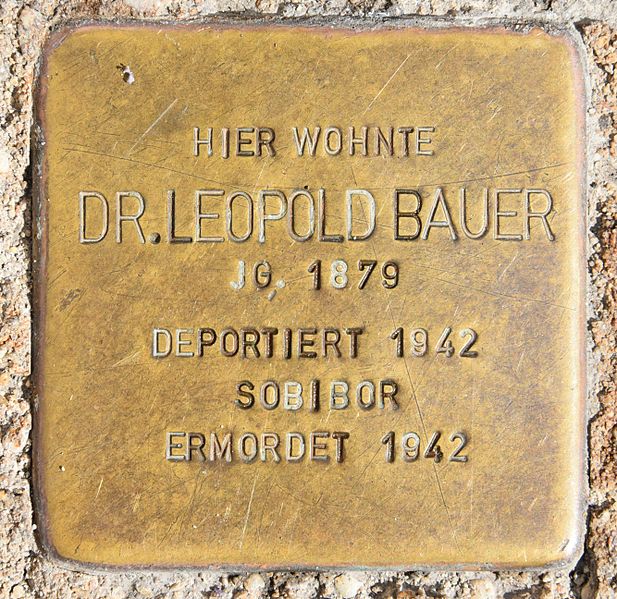 HIER WOHNTE
DR. LEOPOLD BAUER
JG. 1879
DEPORTIERT 1942
SOBIBOR
ERMORDET 1942